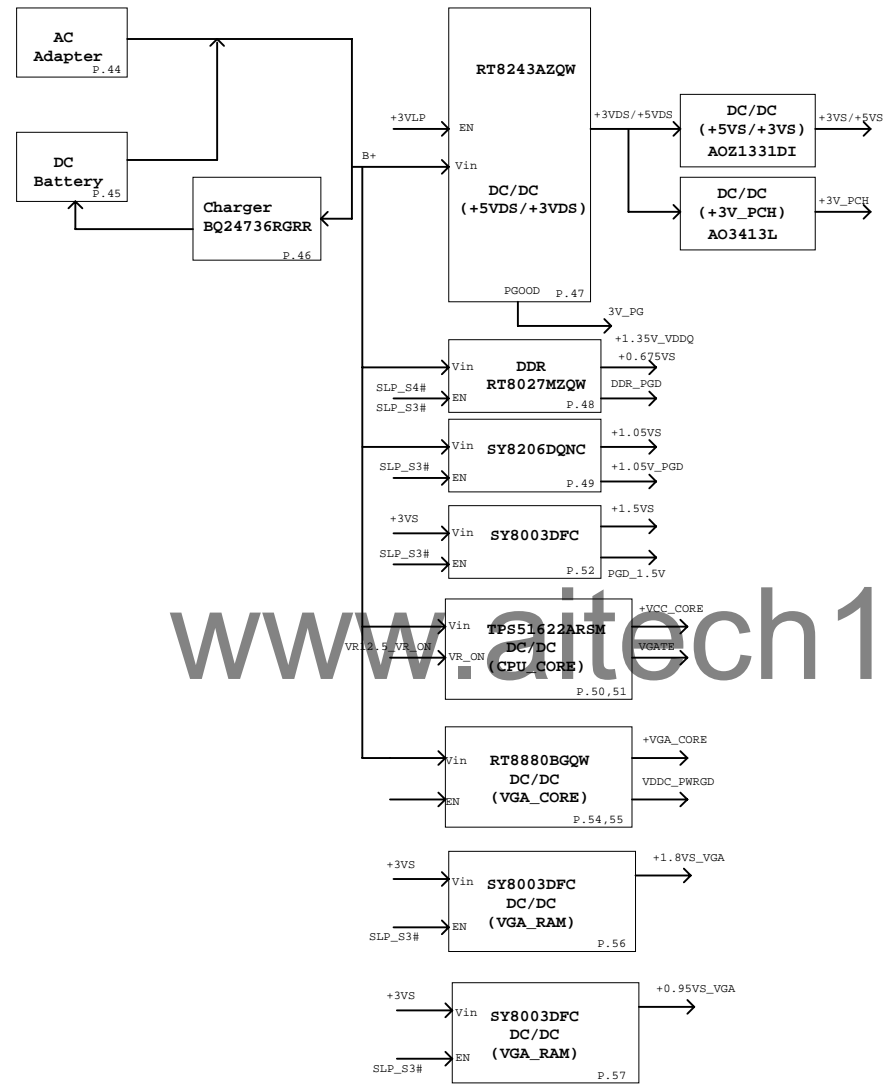 AC
Adapter
P.44
DC
Battery
P.45
Charger
BQ24736RGRR
P.46
B+
+3VLP
EN
Vin
RT8243AZQW
DC/DC
(+5VDS/+3VDS)
PGOOD
P.47
3V_PG
+3VDS/+5VDS
DC/DC
(+5VS/+3VS)
AOZ1331DI
+3VS/+5VS
DC/DC
(+3V_PCH)
AO3413L
+3V_PCH
SLP_S4#
SLP_S3#
Vin
EN
DDR
RT8027MZQW
P.48
+1.35V_VDDQ
+0.675VS
DDR_PGD
SLP_S3#
Vin
EN
SY8206DQNC
P.49
+1.05VS
+1.05V_PGD
+3VS
SLP_S3#
Vin
EN
SY8003DFC
P.52
+1.5VS
PGD_1.5V
VR12.5_VR_ON
Vin
VR_ON
TPS51622ARSM
DC/DC
(CPU_CORE)
P.50,51
+VCC_CORE
VGATE
www.aitech1
Vin
EN
RT8880BGQW
DC/DC
(VGA_CORE)
P.54,55
+VGA_CORE
VDDC_PWRGD
+3VS
SLP_S3#
Vin
EN
SY8003DFC
DC/DC
(VGA_RAM)
P.56
+1.8VS_VGA
+3VS
SLP_S3#
Vin
EN
SY8003DFC
DC/DC
(VGA_RAM)
P.57
+0.95VS_VGA